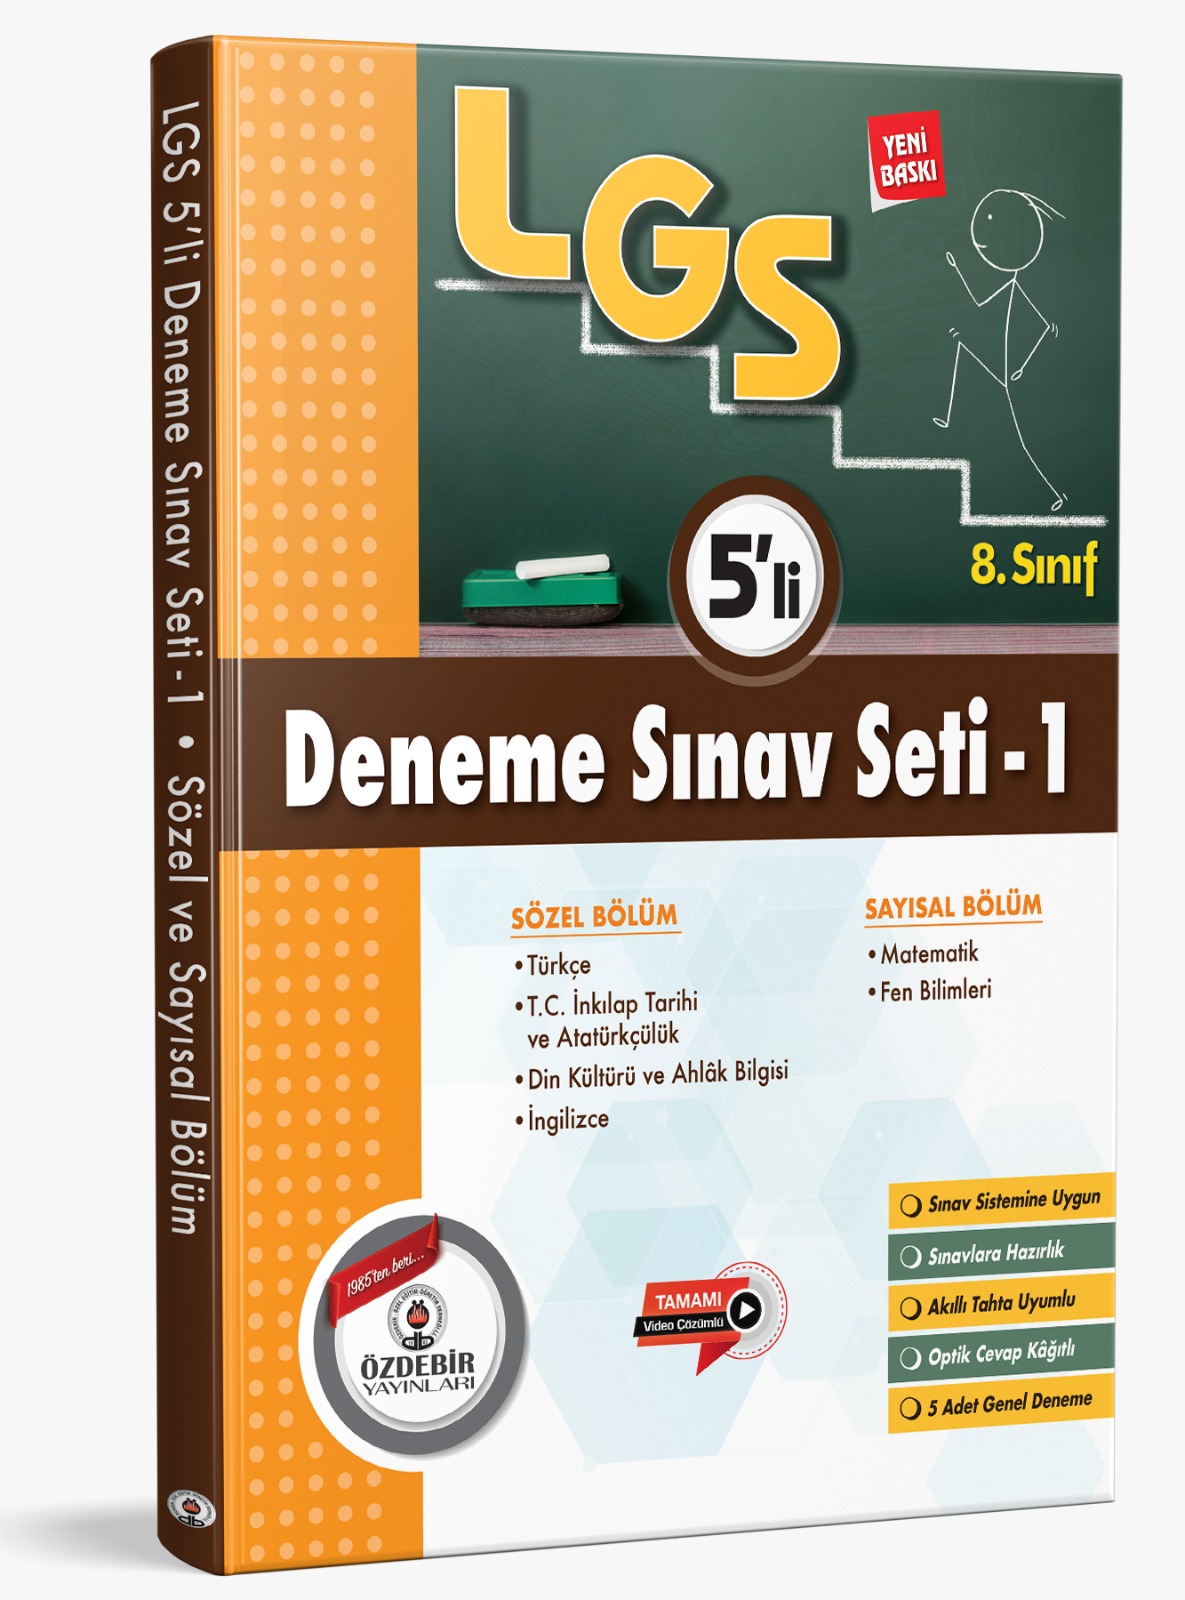 LGS 5'li Deneme Sınav Seti - 1 • Sözel ve Sayısal Bölüm
LGS
YENİ
BASKI
8. Sınıf
5'li
Deneme Sınav Seti - 1
SÖZEL BÖLÜM
• Türkçe
• T.C. İnkılap Tarihi
ve Atatürkçülük
• Din Kültürü ve Ahlâk Bilgisi
• İngilizce
SAYISAL BÖLÜM
• Matematik
• Fen Bilimleri
Sınav Sistemine Uygun
Sınavlara Hazırlık
Akıllı Tahta Uyumlu
Optik Cevap Kâğıtlı
5 Adet Genel Deneme
TAMAMI
Video Çözümlü
1985'ten beri...
ÖZDEBİR
YAYINLARI